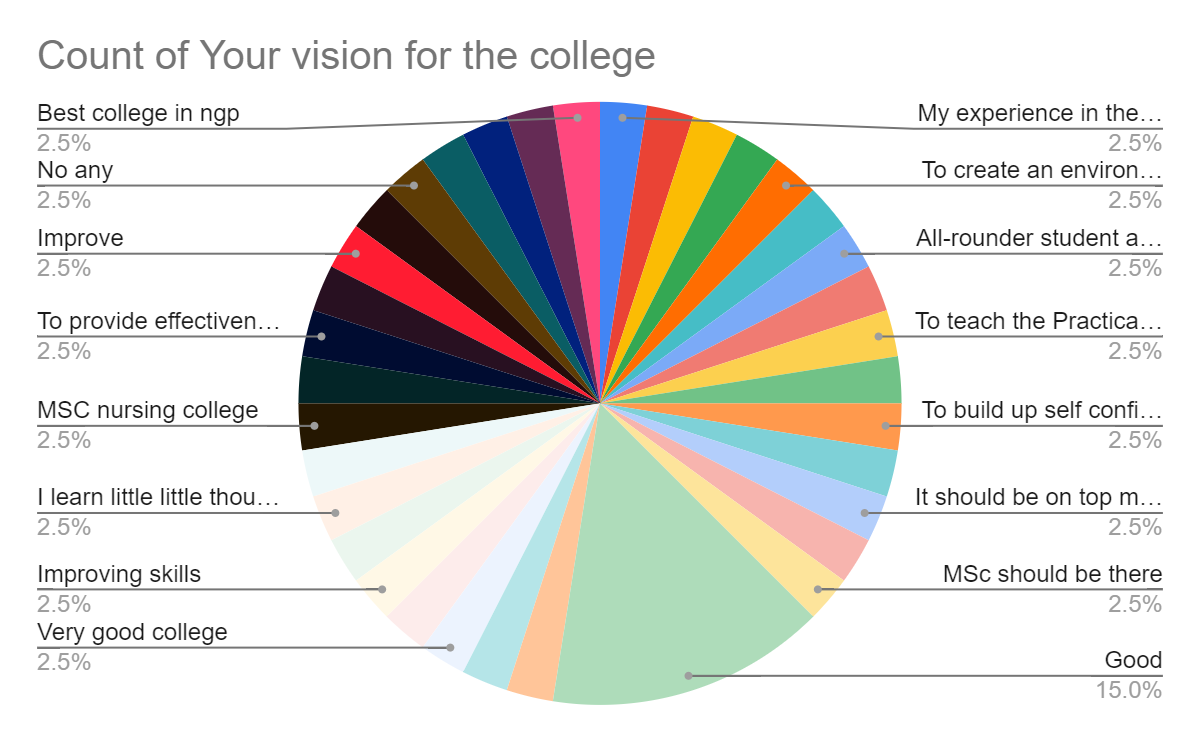 Count of Your vision for the college
Best college in ngp
2.5%
No any
2.5%
Improve
2.5%
To provide effectiven…
2.5%
MSC nursing college
2.5%
I learn little little thou…
2.5%
Improving skills
2.5%
Very good college
2.5%
My experience in the…
2.5%
To create an environ…
2.5%
All-rounder student a…
2.5%
To teach the Practica…
2.5%
To build up self confi…
2.5%
It should be on top m…
2.5%
MSc should be there
2.5%
Good
15.0%